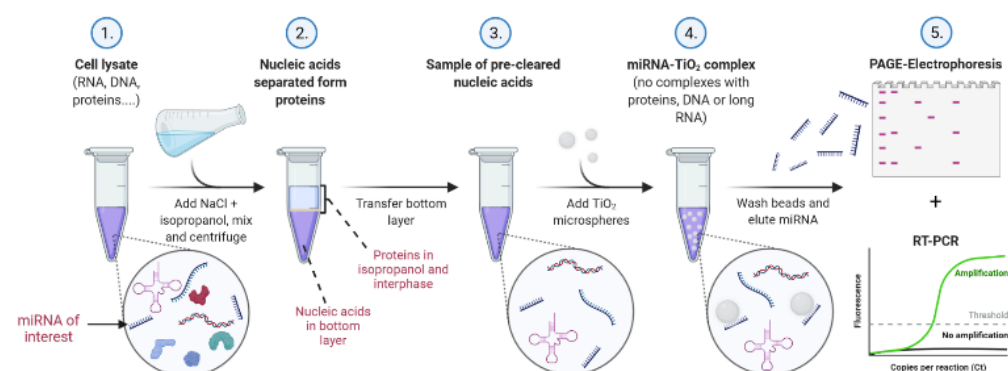 1.
Cell lysate
(RNA, DNA,
proteins....)
Add NaCl +
isopropanol, mix
and centrifuge
miRNA of
interest
2.
Nucleic acids
separated form
proteins
Transfer bottom
layer
Proteins in
isopropanol and
interphase
Nucleic acids
in bottom
layer
3.
Sample of pre-cleared
nucleic acids
Add TiO₂
microspheres
4.
miRNA-TiO₂ complex
(no complexes with
proteins, DNA or long
RNA)
Wash beads and
elute miRNA
5.
PAGE-Electrophoresis
+
RT-PCR
Fluorescence
Amplification
Threshold
No amplification
Copies per reaction (Ct)